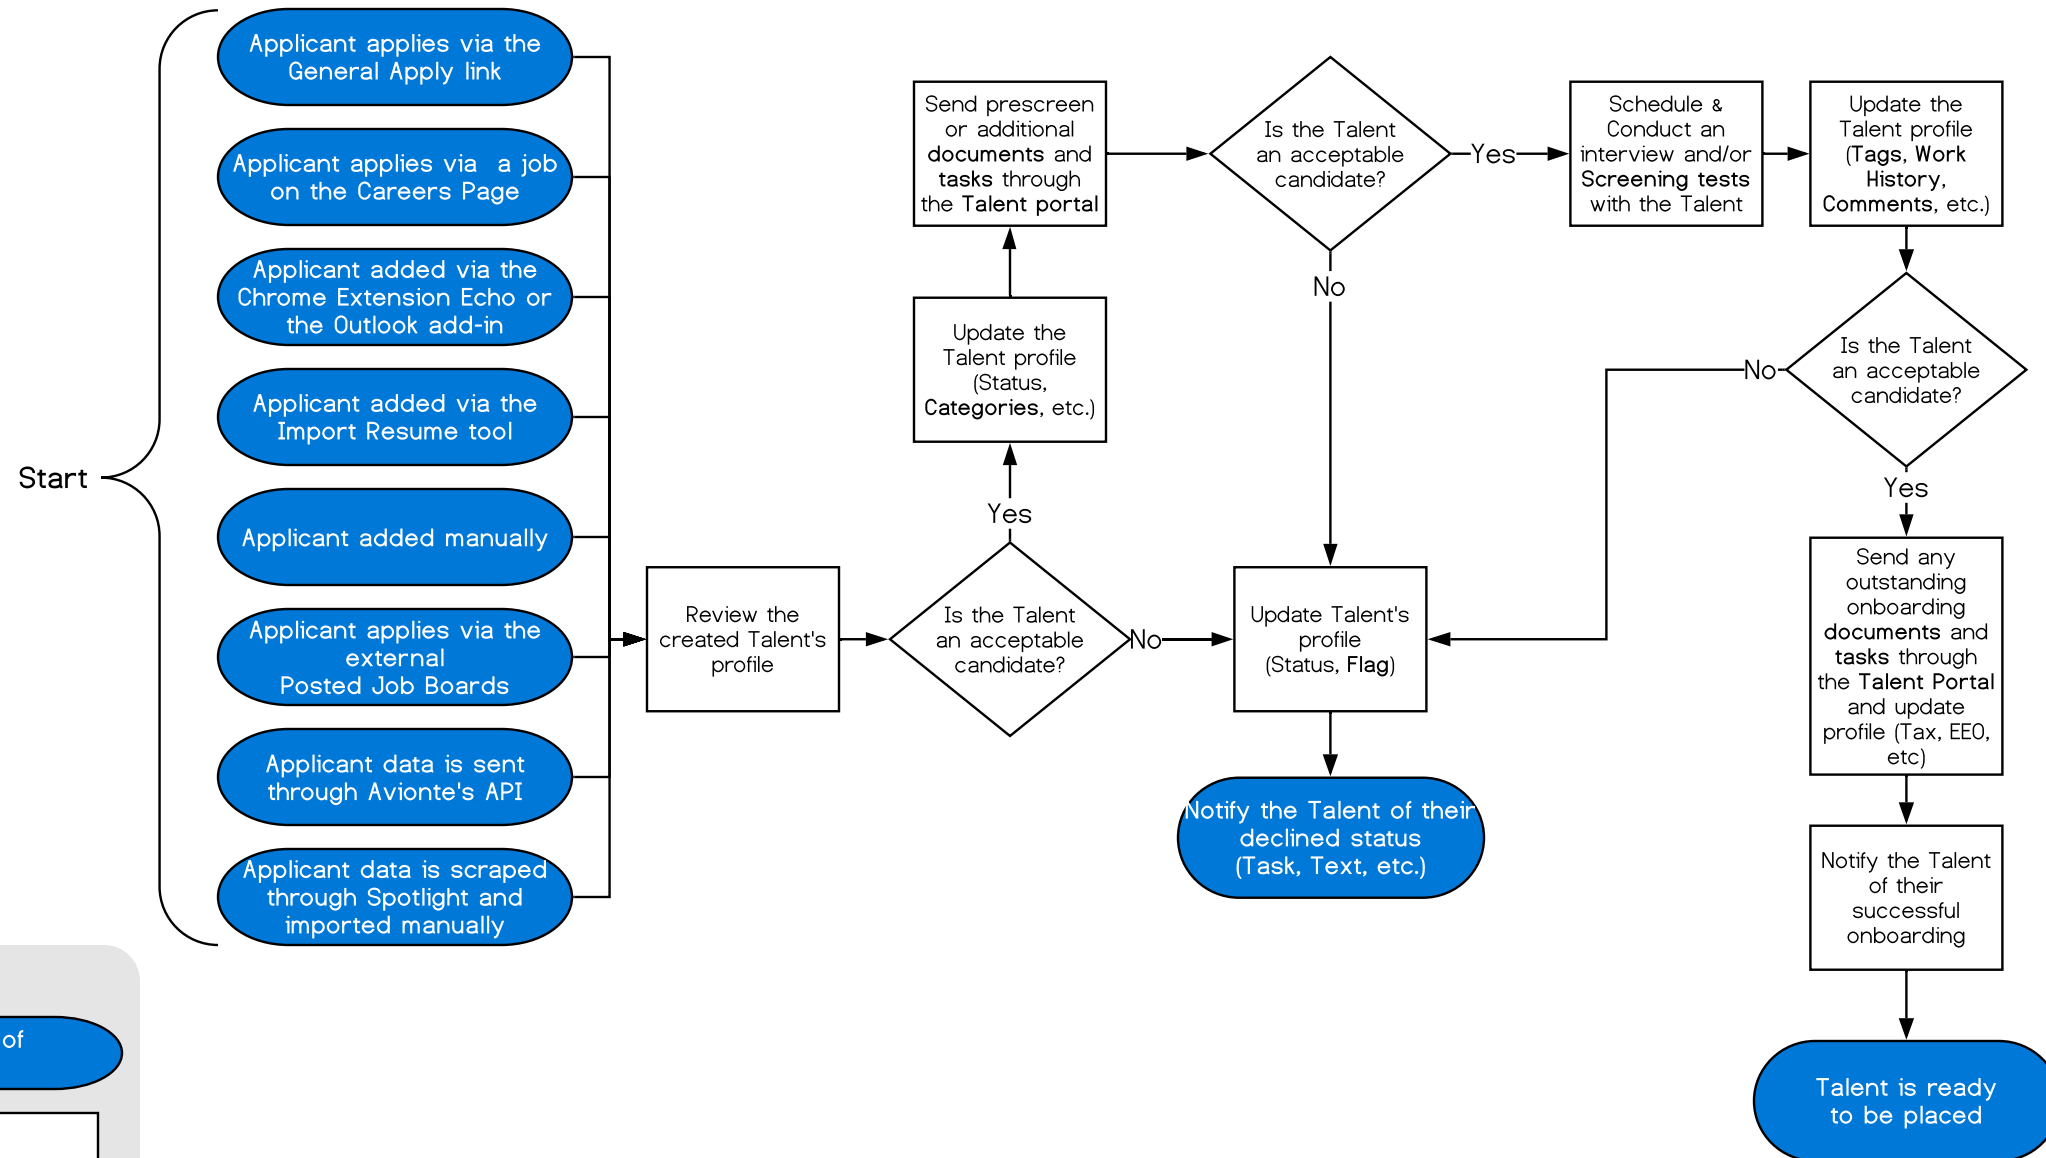 Start
Applicant applies via the
General Apply link
Applicant applies via  a job
on the Careers Page
Applicant added via the
Chrome Extension Echo or
the Outlook add-in
Applicant added via the
Import Resume tool
Applicant added manually
Applicant applies via the
external
Posted Job Boards
Applicant data is sent
through Avionte's API
Applicant data is scraped
through Spotlight and
imported manually
Review the
created Talent's
profile
Is the Talent
an acceptable
candidate?
Yes
No
Update the
Talent profile
(Status,
Categories, etc.)
Send prescreen
or additional
documents and
tasks through
the Talent portal
Is the Talent
an acceptable
candidate?
Yes
No
Update Talent's
profile
(Status, Flag)
Notify the Talent of their
declined status
(Task, Text, etc.)
Schedule &
Conduct an
interview and/or
Screening tests
with the Talent
Update the
Talent profile
(Tags, Work
History,
Comments, etc.)
Is the Talent
an acceptable
candidate?
No
Yes
Send any
outstanding
onboarding
documents and
tasks through
the Talent Portal
and update
profile (Tax, EEO,
etc)
Notify the Talent
of their
successful
onboarding
Talent is ready
to be placed
of